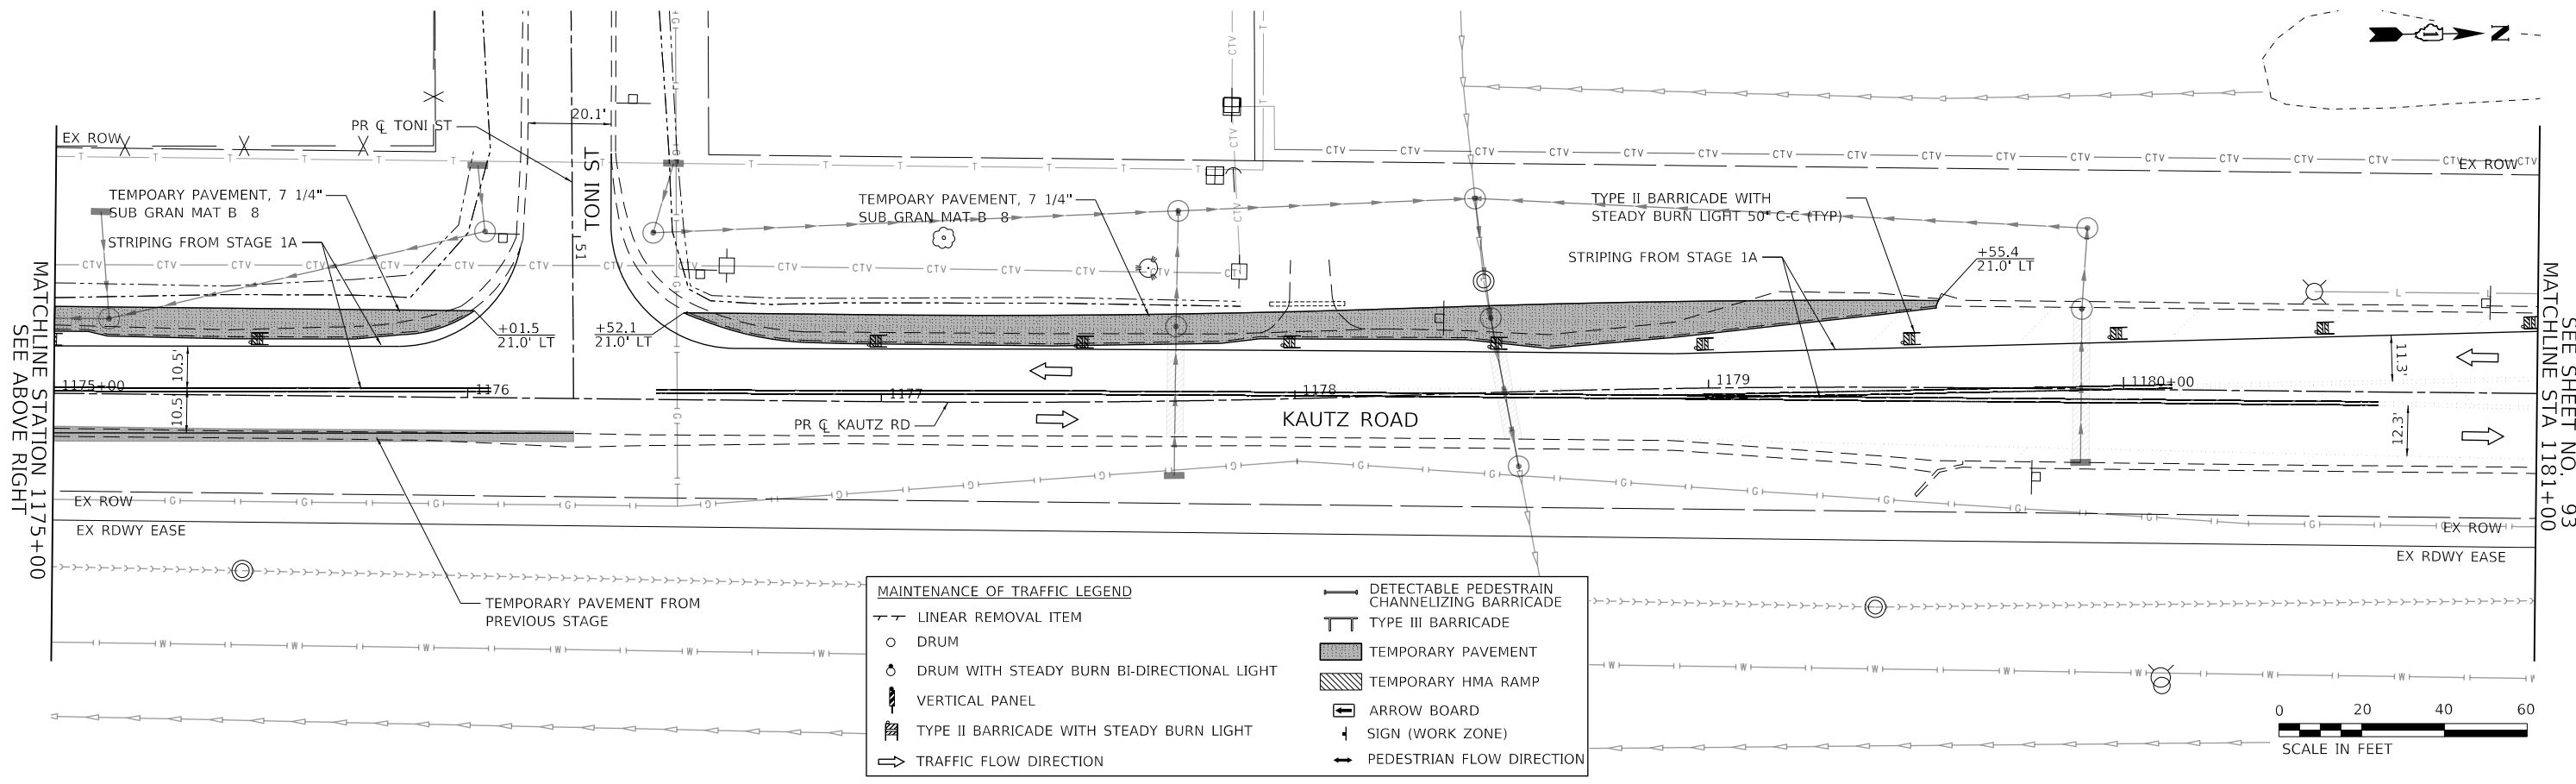 N
PR ℄ TONI ST
20.1'
EX ROW
TONI ST
51
TEMPOARY PAVEMENT, 7 1/4"
SUB GRAN MAT B 8
STRIPING FROM STAGE 1A
TEMPOARY PAVEMENT, 7 1/4"
SUB GRAN MAT B 8
TYPE II BARRICADE WITH
STEADY BURN LIGHT 50' C-C (TYP)
STRIPING FROM STAGE 1A
+55.4
21.0' LT
EX ROW
+01.5
21.0' LT
+52.1
21.0' LT
MATCHLINE STATION 1175+00
SEE ABOVE RIGHT
10.5'
10.5'
1175+00
1176
1177
1178
1179
1180+00
11.3'
12.3'
PR ℄ KAUTZ RD
KAUTZ ROAD
SEE SHEET NO. 93
MATCHLINE STA 1181+00
EX ROW
EX RDWY EASE
EX ROW
EX RDWY EASE
TEMPORARY PAVEMENT FROM
PREVIOUS STAGE
MAINTENANCE OF TRAFFIC LEGEND
LINEAR REMOVAL ITEM
DRUM
DRUM WITH STEADY BURN BI-DIRECTIONAL LIGHT
VERTICAL PANEL
TYPE II BARRICADE WITH STEADY BURN LIGHT
TRAFFIC FLOW DIRECTION
DETECTABLE PEDESTRAIN
CHANNELIZING BARRICADE
TYPE III BARRICADE
TEMPORARY PAVEMENT
TEMPORARY HMA RAMP
ARROW BOARD
SIGN (WORK ZONE)
PEDESTRIAN FLOW DIRECTION
0 20 40 60
SCALE IN FEET